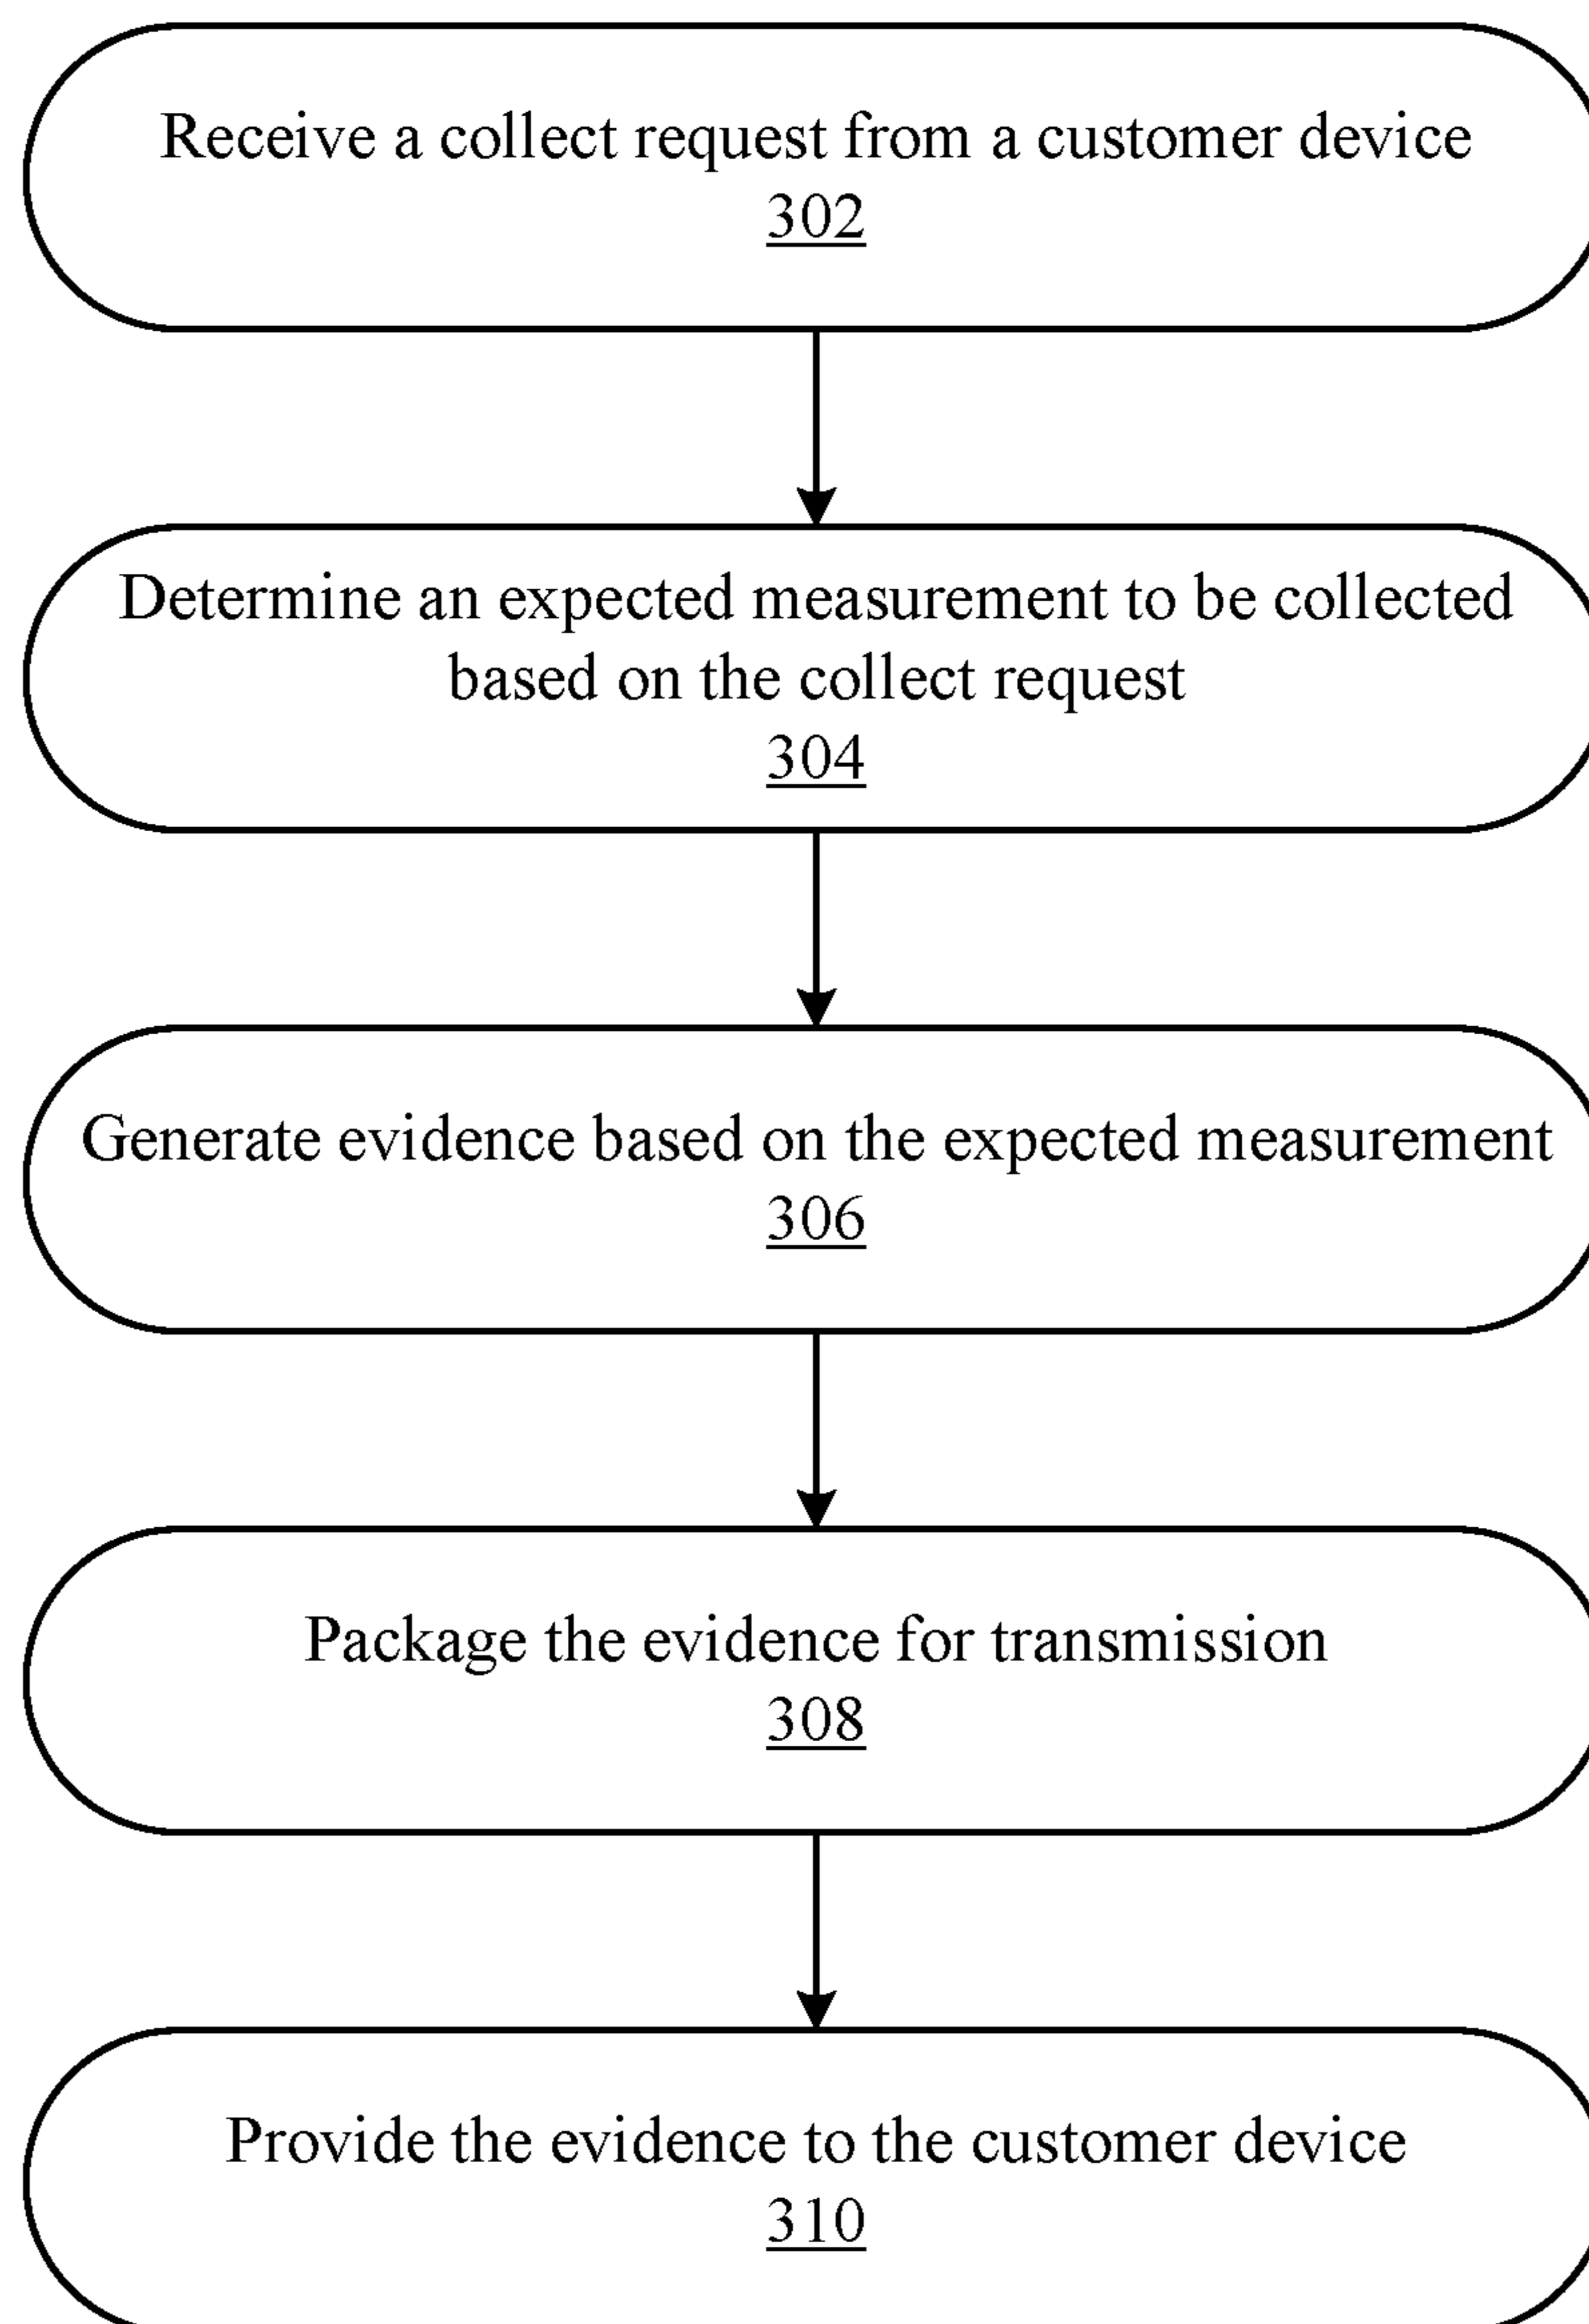 Receive a collect request from a customer device
302
Determine an expected measurement to be collected
based on the collect request
304
Generate evidence based on the expected measurement
306
Package the evidence for transmission
308
Provide the evidence to the customer device
310